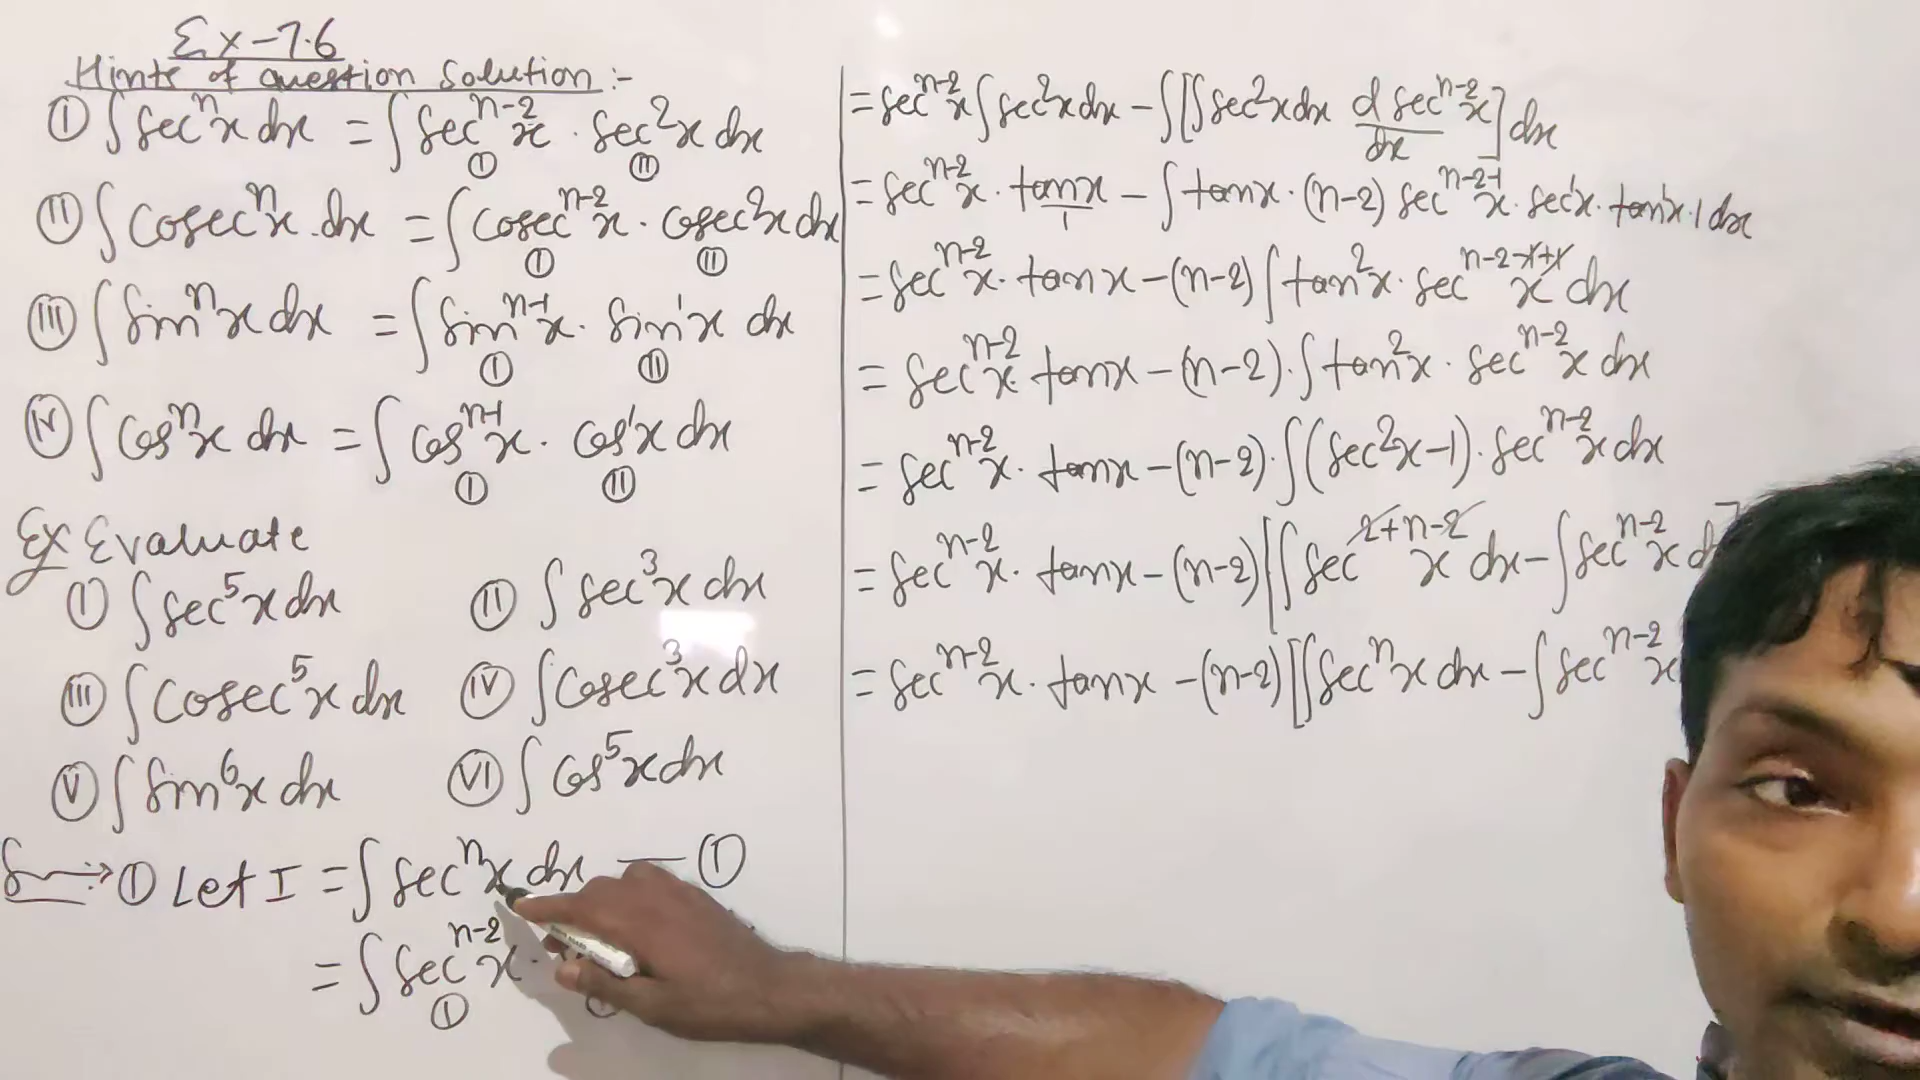 Ex-7.6
Hints of question solution:-
(I) ∫secⁿx dx = ∫secⁿ⁻²x · sec²x dx
(I) (II)
(II) ∫cosecⁿx·dx = ∫cosecⁿ⁻²x · cosec²x dx
(I) (II)
(III) ∫sinⁿx dx = ∫sinⁿ⁻¹x · sin¹x dx
(I) (II)
(IV) ∫cosⁿx dx = ∫cosⁿ⁻¹x · cos¹x dx
(I) (II)
Ex Evaluate
(I) ∫sec⁵x dx (II) ∫sec³x dx
(III) ∫cosec⁵x dx (IV) ∫cosec³x dx
(V) ∫sin⁶x dx (VI) ∫cos⁵x dx
(I) Let I = ∫secⁿx dx — (I)
= ∫secⁿ⁻²x ·
(I)
= secⁿ⁻²x ∫sec²x dx - ∫[∫sec²x dx d secⁿ⁻²x/dx] dx
= secⁿ⁻²x · tanx/1 - ∫tanx · (n-2) secⁿ⁻²⁻¹x · sec¹x · tan¹x · 1 dx
= secⁿ⁻²x · tanx - (n-2) ∫tan²x · secⁿ⁻²⁻¹⁺¹x dx
= secⁿ⁻²x · tanx - (n-2) · ∫tan²x · secⁿ⁻²x dx
= secⁿ⁻²x · tanx - (n-2) · ∫(sec²x-1) · secⁿ⁻²x dx
= secⁿ⁻²x · tanx - (n-2)[∫sec²⁺ⁿ⁻²x dx - ∫secⁿ⁻²x d
= secⁿ⁻²x · tanx - (n-2)[∫secⁿx dx - ∫secⁿ⁻²x